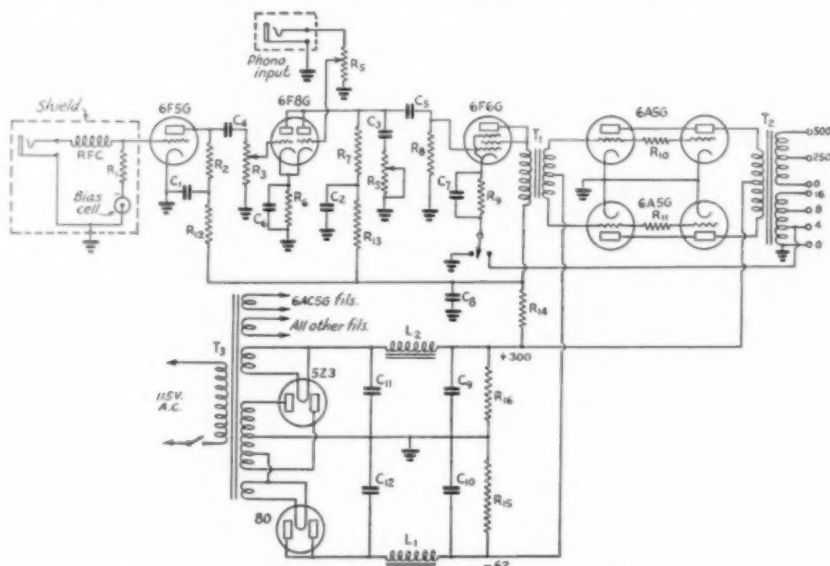 Phono
input
R5
Shield
6F5G
6F8G
6F6G
6A5G
T2
C4
C5
T1
500
250
0
16
8
4
0
RFC
R1
R2
R3
R7
C3
R8
R10
Bias
cell
C1
C6
R6
C2
R5
C7
R9
6A5G
R11
R12
R13
C8
R14
6AC5G fils.
All other fils.
T3
L2
+300
5Z3
115V.
A.C.
C11
C9
R16
C12
C10
R15
80
L1
-62